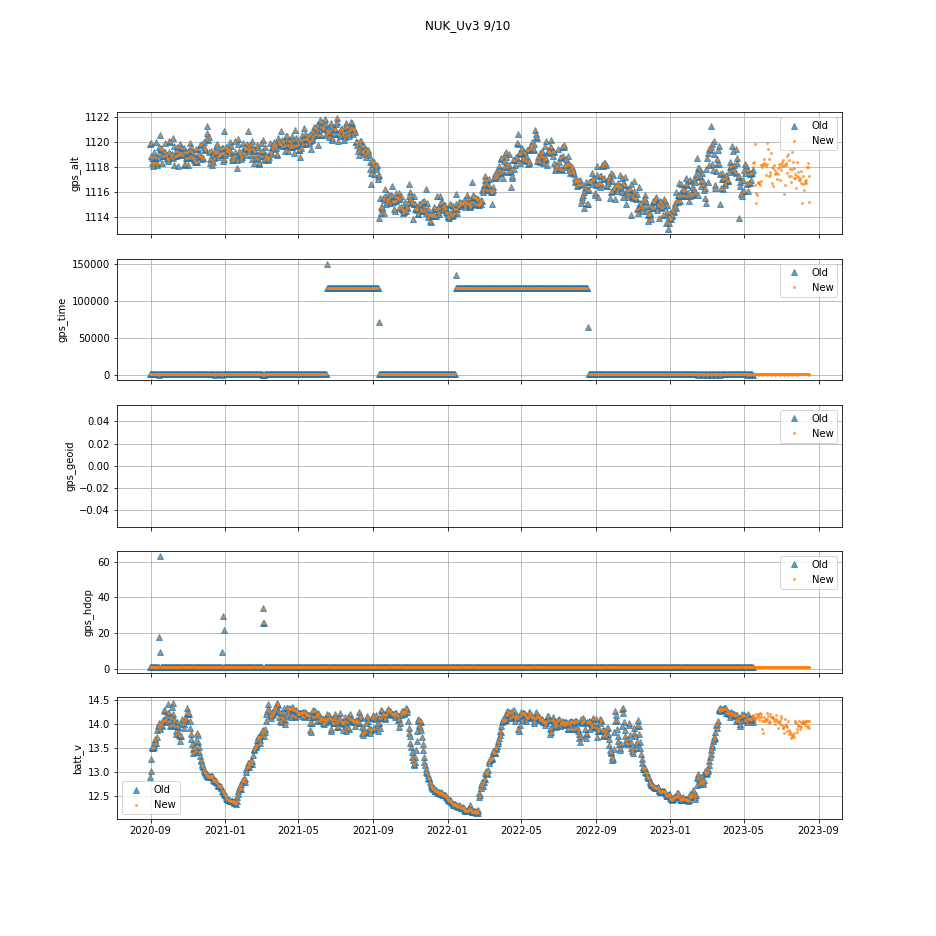 NUK_Uv3 9/10
1122
1120
1118
1116
1114
gps_alt
Old
New
150000
100000
50000
0
gps_time
Old
New
0.04
0.02
0.00
−0.02
−0.04
gps_geoid
Old
New
60
40
20
0
gps_hdop
Old
New
14.5
14.0
13.5
13.0
12.5
batt_v
Old
New
2020-09 2021-01 2021-05 2021-09 2022-01 2022-05 2022-09 2023-01 2023-05 2023-09